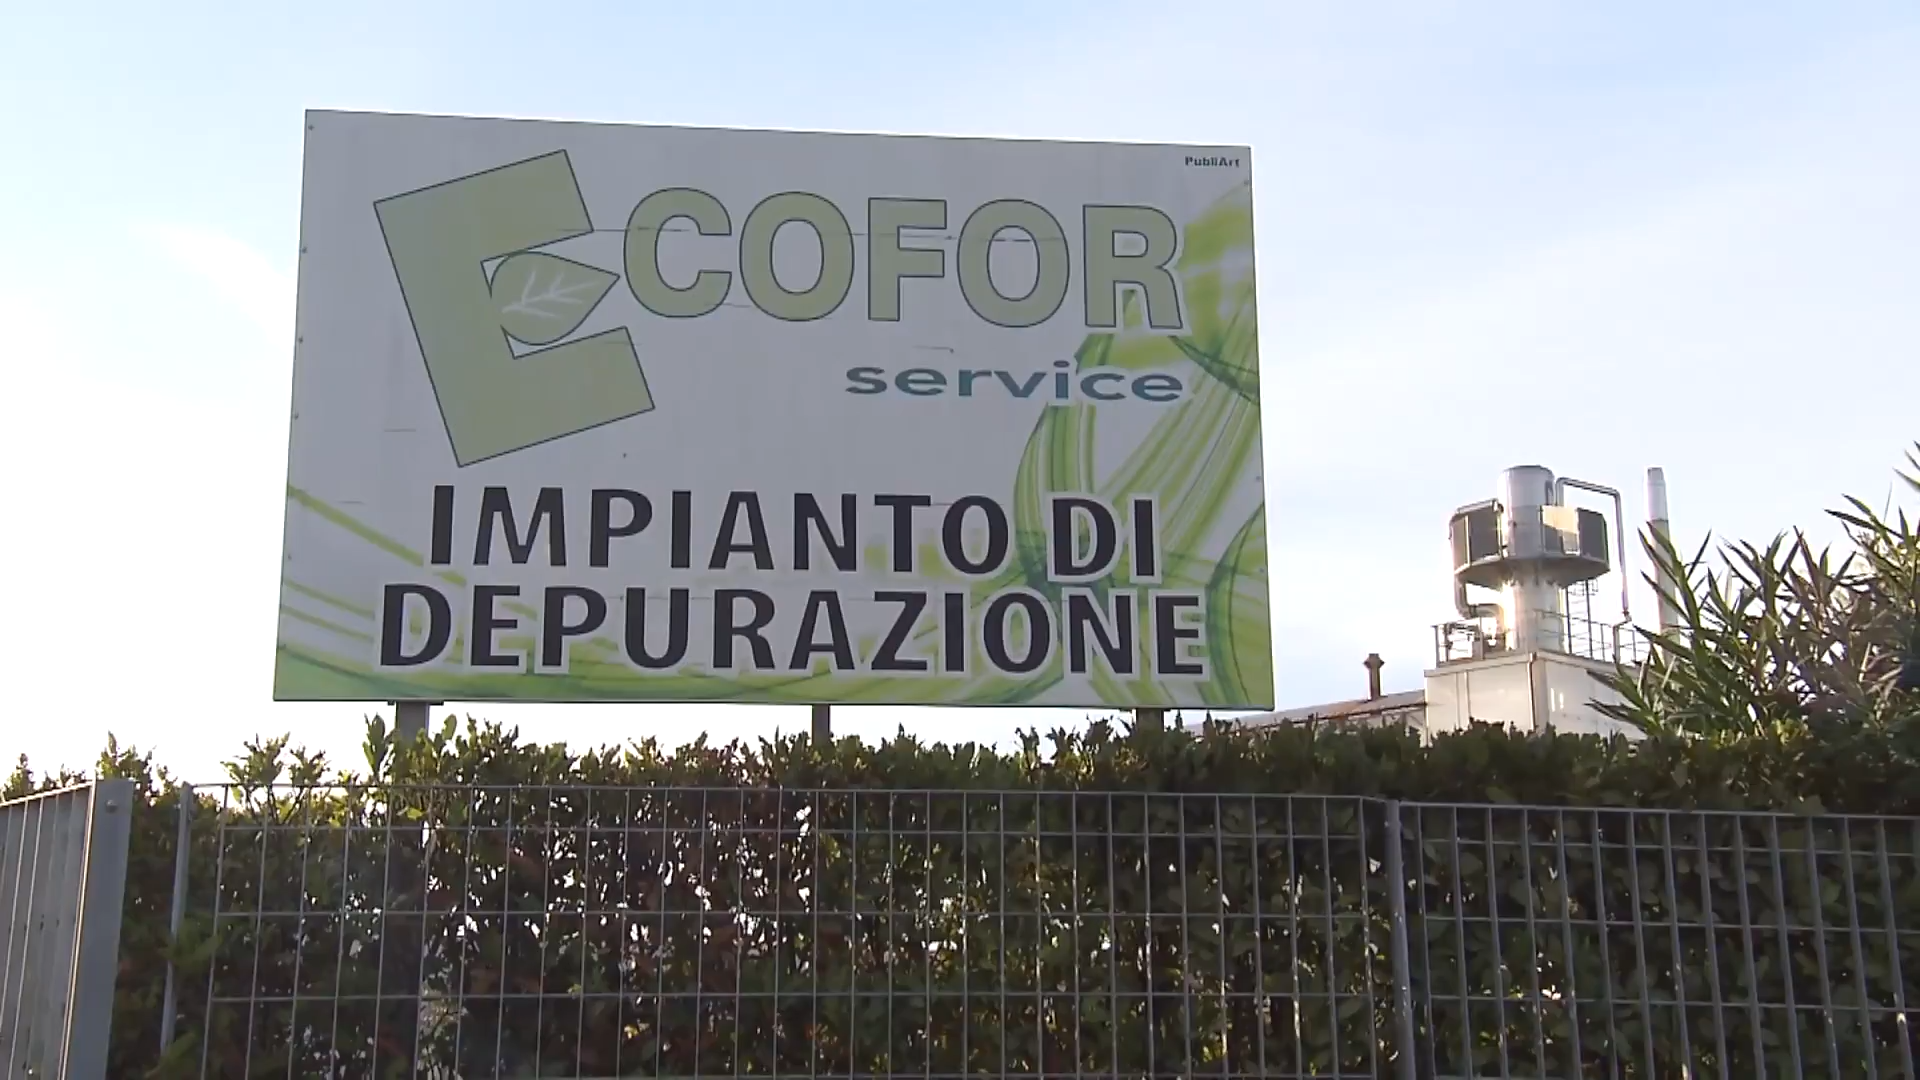 PubliArt
ECOFOR
service
IMPIANTO DI
DEPURAZIONE